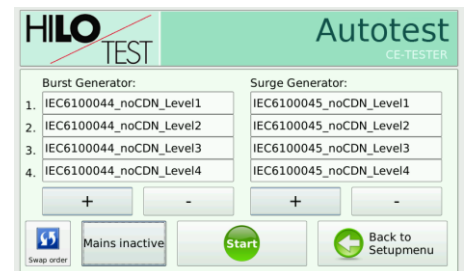 HILO TEST
Autotest
CE-TESTER
Burst Generator:
Surge Generator:
1. IEC6100044_noCDN_Level1 IEC6100045_noCDN_Level1
2. IEC6100044_noCDN_Level2 IEC6100045_noCDN_Level2
3. IEC6100044_noCDN_Level3 IEC6100045_noCDN_Level3
4. IEC6100044_noCDN_Level4 IEC6100045_noCDN_Level4
+ - + -
Swap order
Mains inactive
Start
Back to
Setupmenu